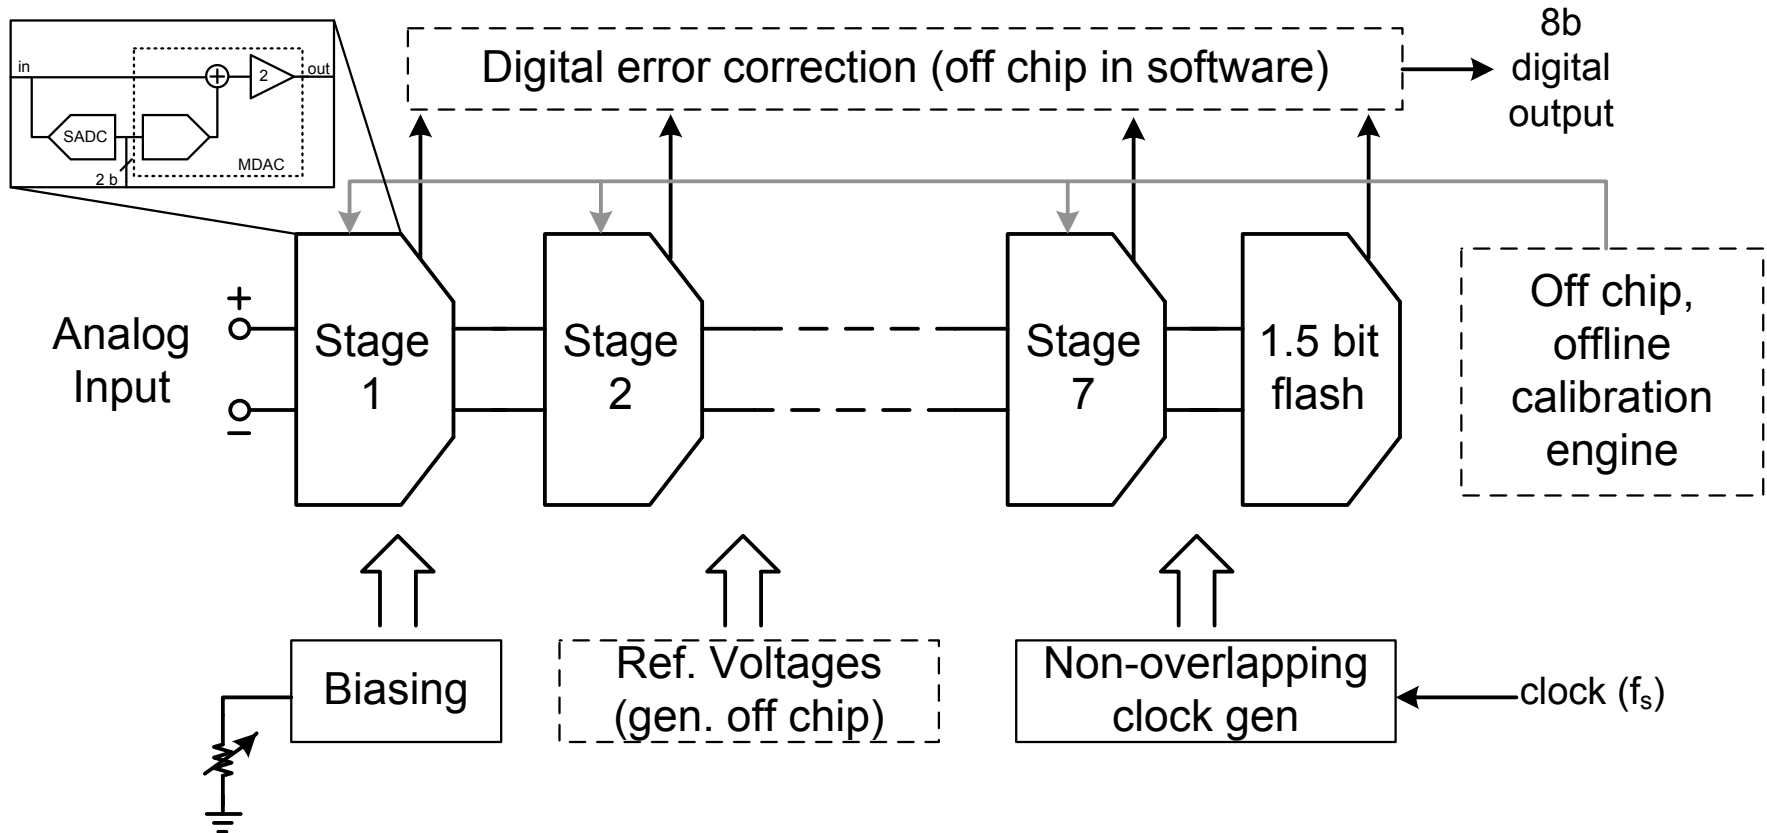 in
2
out
SADC
MDAC
2 b
Digital error correction (off chip in software)
8b
digital
output
Analog
Input
+
−
Stage
1
Stage
2
Stage
7
1.5 bit
flash
Off chip,
offline
calibration
engine
Biasing
Ref. Voltages
(gen. off chip)
Non-overlapping
clock gen
clock (fₛ)